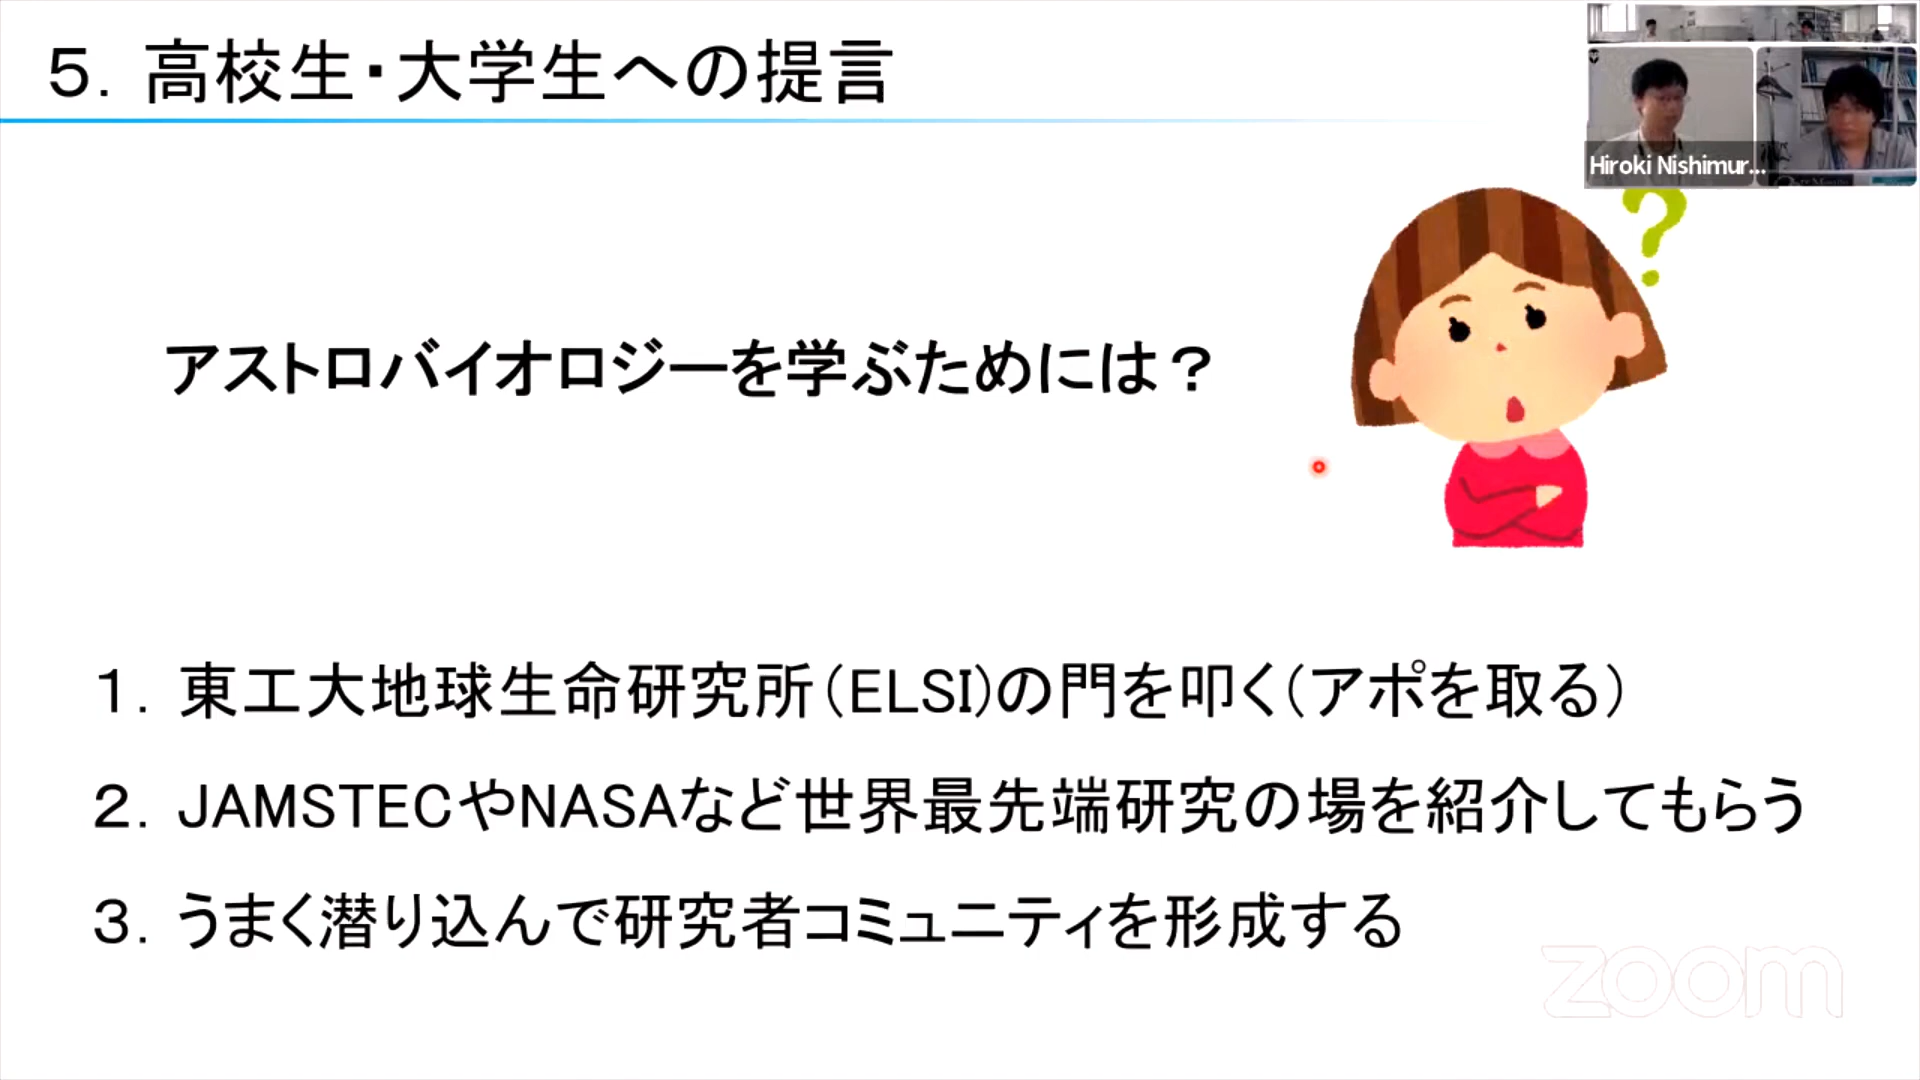 ５．高校生・大学生への提言
Hiroki Nishimur...
?
アストロバイオロジーを学ぶためには？
１．東工大地球生命研究所（ELSI)の門を叩く（アポを取る）
２．JAMSTECやNASAなど世界最先端研究の場を紹介してもらう
３．うまく潜り込んで研究者コミュニティを形成する
zoom